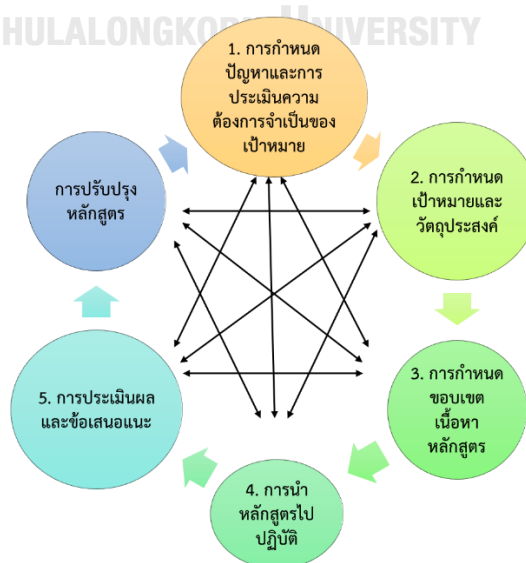 HULALONGKORN UNIVERSITY
1. การกำหนด
ปัญหาและการ
ประเมินความ
ต้องการจำเป็นของ
เป้าหมาย
2. การกำหนด
เป้าหมายและ
วัตถุประสงค์
3. การกำหนด
ขอบเขต
เนื้อหา
หลักสูตร
4. การนำ
หลักสูตรไป
ปฏิบัติ
5. การประเมินผล
และข้อเสนอแนะ
การปรับปรุง
หลักสูตร